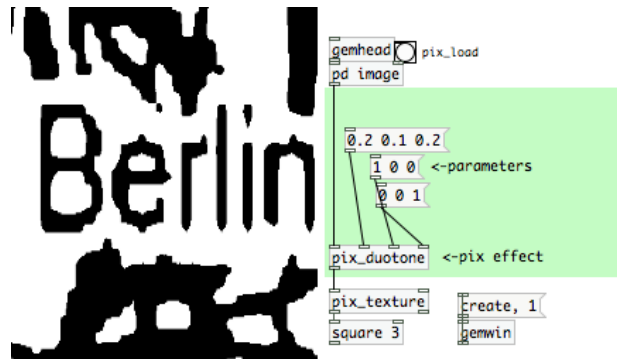 Berlin
gemhead
pix_load
pd image
0.2 0.1 0.2
1 0 0
<-parameters
0 0 1
pix_duotone
<-pix effect
pix_texture
create, 1
square 3
gemwin